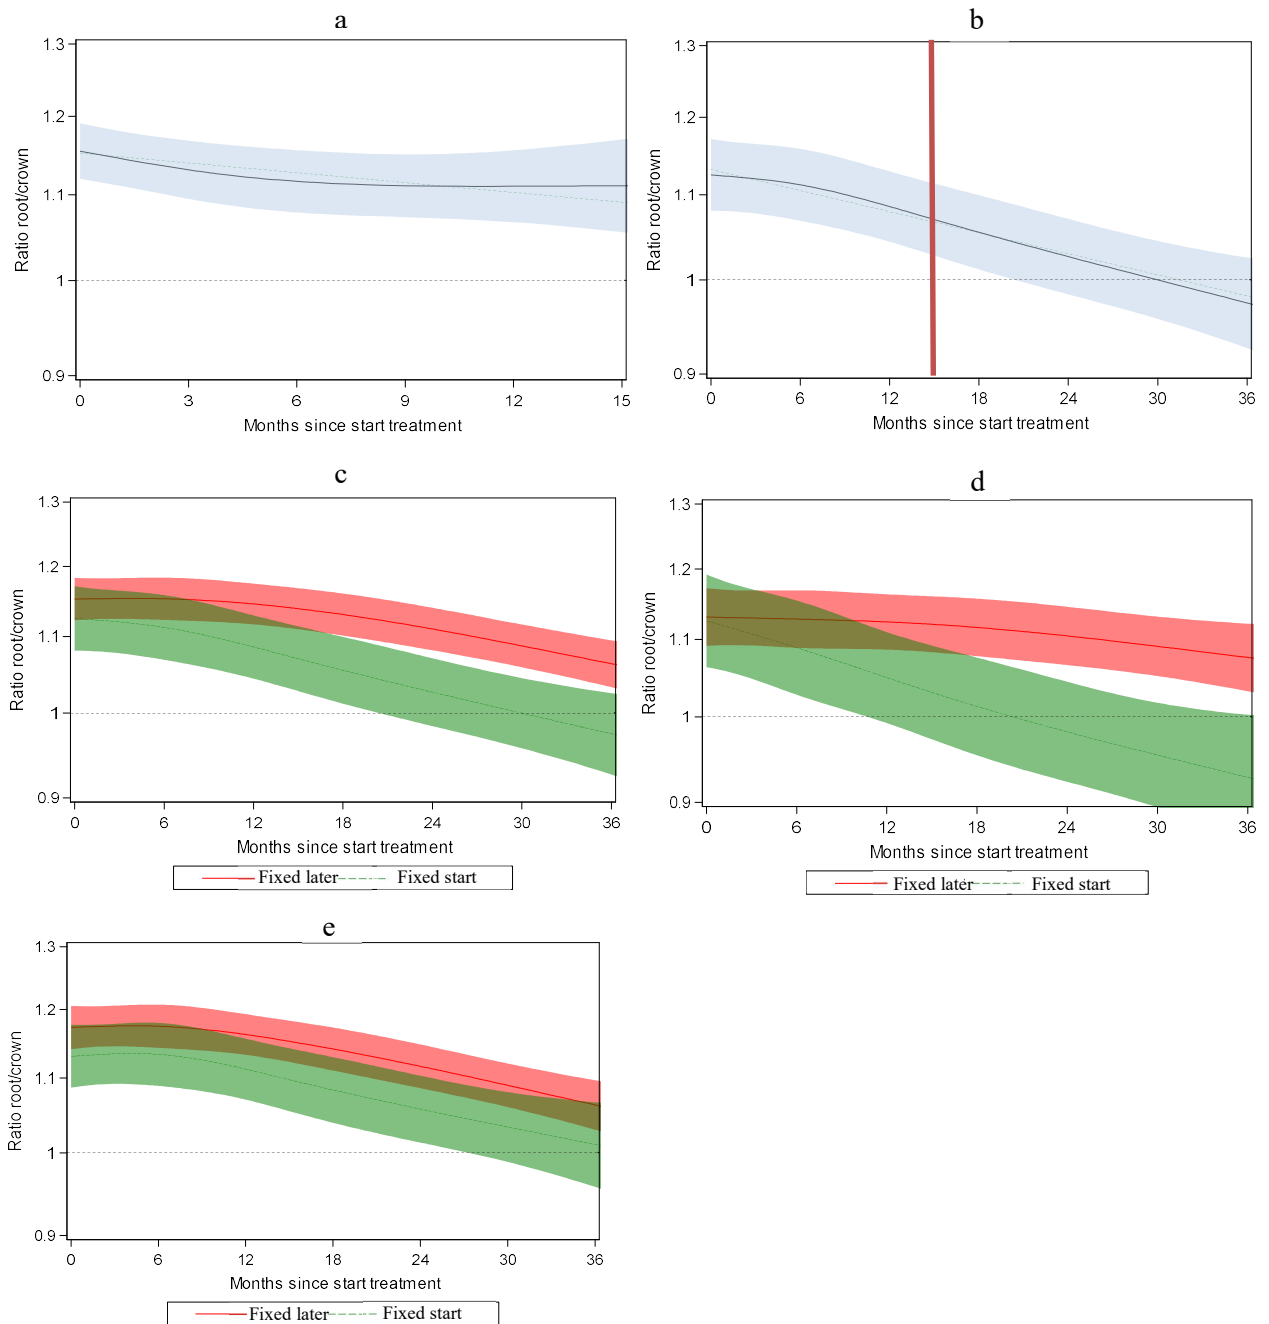 a
1.3
1.2
1.1
1
0.9
Ratio root/crown
0 3 6 9 12 15
Months since start treatment
b
1.3
1.2
1.1
1
0.9
Ratio root/crown
0 6 12 18 24 30 36
Months since start treatment
c
1.3
1.2
1.1
1
0.9
Ratio root/crown
0 6 12 18 24 30 36
Months since start treatment
Fixed later Fixed start
d
1.3
1.2
1.1
1
0.9
Ratio root/crown
0 6 12 18 24 30 36
Months since start treatment
Fixed later Fixed start
e
1.3
1.2
1.1
1
0.9
Ratio root/crown
0 6 12 18 24 30 36
Months since start treatment
Fixed later Fixed start